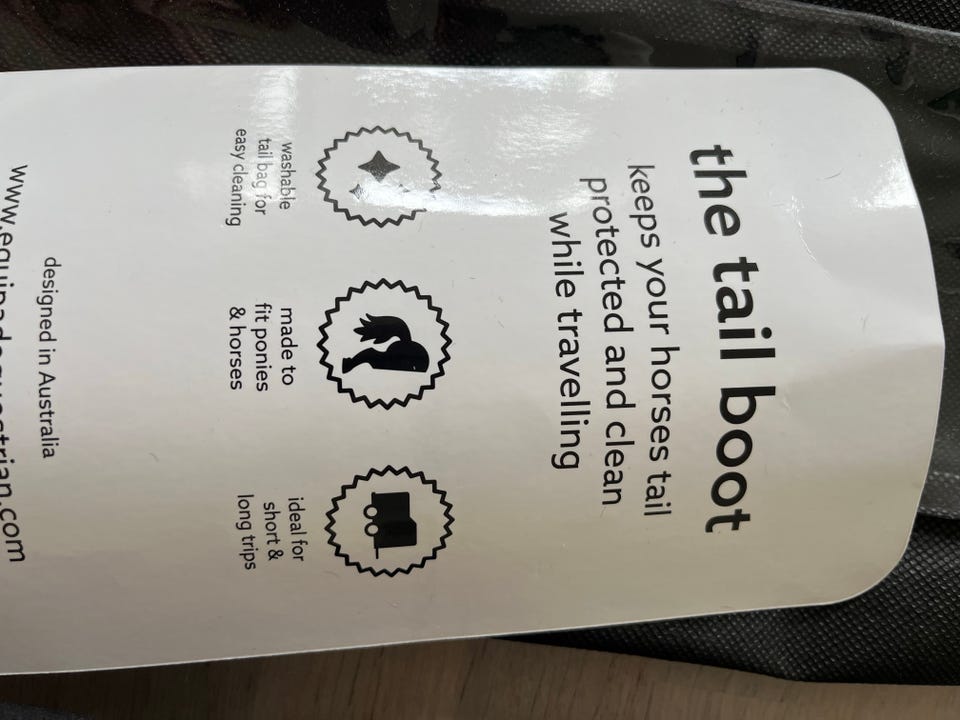 the tail boot
keeps your horses tail
protected and clean
while travelling
washable
tail bag for
easy cleaning
made to
fit ponies
& horses
ideal for
short &
long trips
designed in Australia